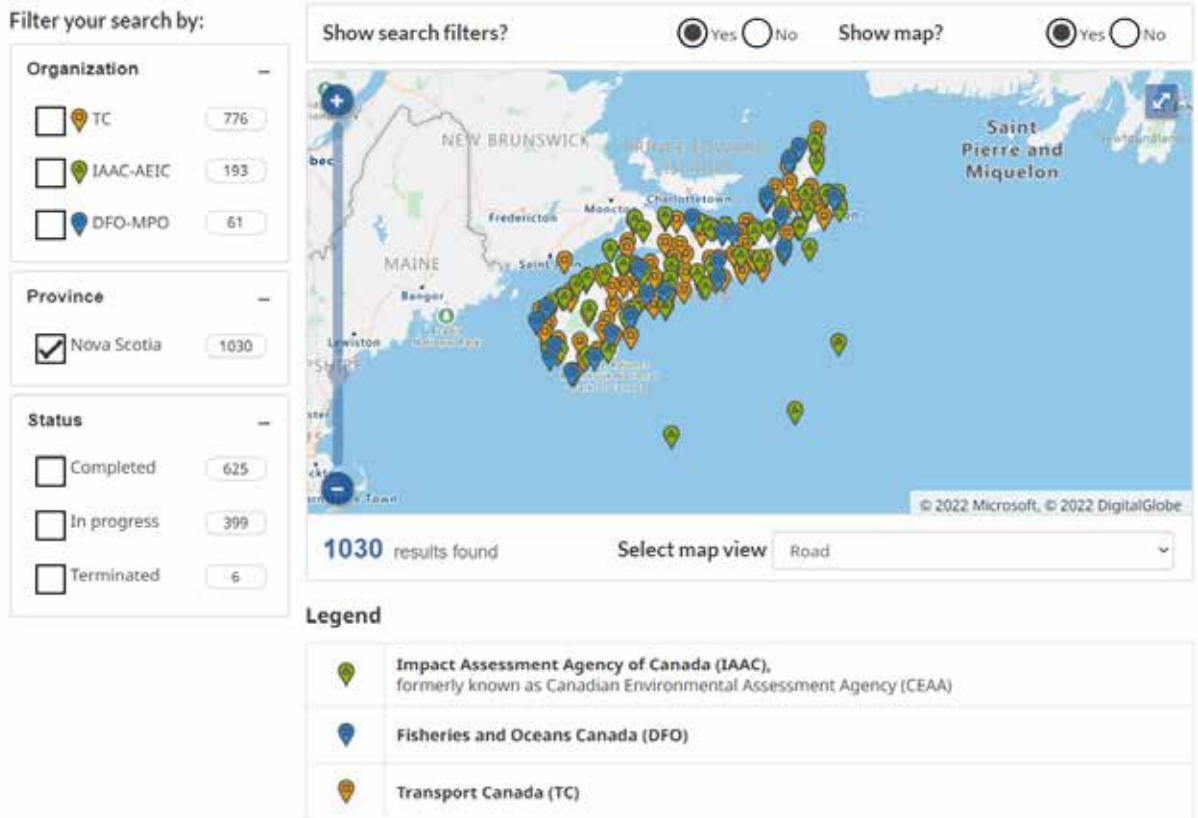 Filter your search by:
Organization
TC 776
IAAC-AEIC 193
DFO-MPO 61
Province
Nova Scotia 1030
Status
Completed 625
In progress 399
Terminated 6
Show search filters? Yes No Show map? Yes No
NEW BRUNSWICK
PRINCE EDWARD
Saint
Pierre and
Miquelon
Charlottetown
Fredericton
MAINE
Bangor
Lewiston
© 2022 Microsoft, © 2022 DigitalGlobe
1030 results found Select map view Road
Legend
Impact Assessment Agency of Canada (IAAC),
formerly known as Canadian Environmental Assessment Agency (CEAA)
Fisheries and Oceans Canada (DFO)
Transport Canada (TC)